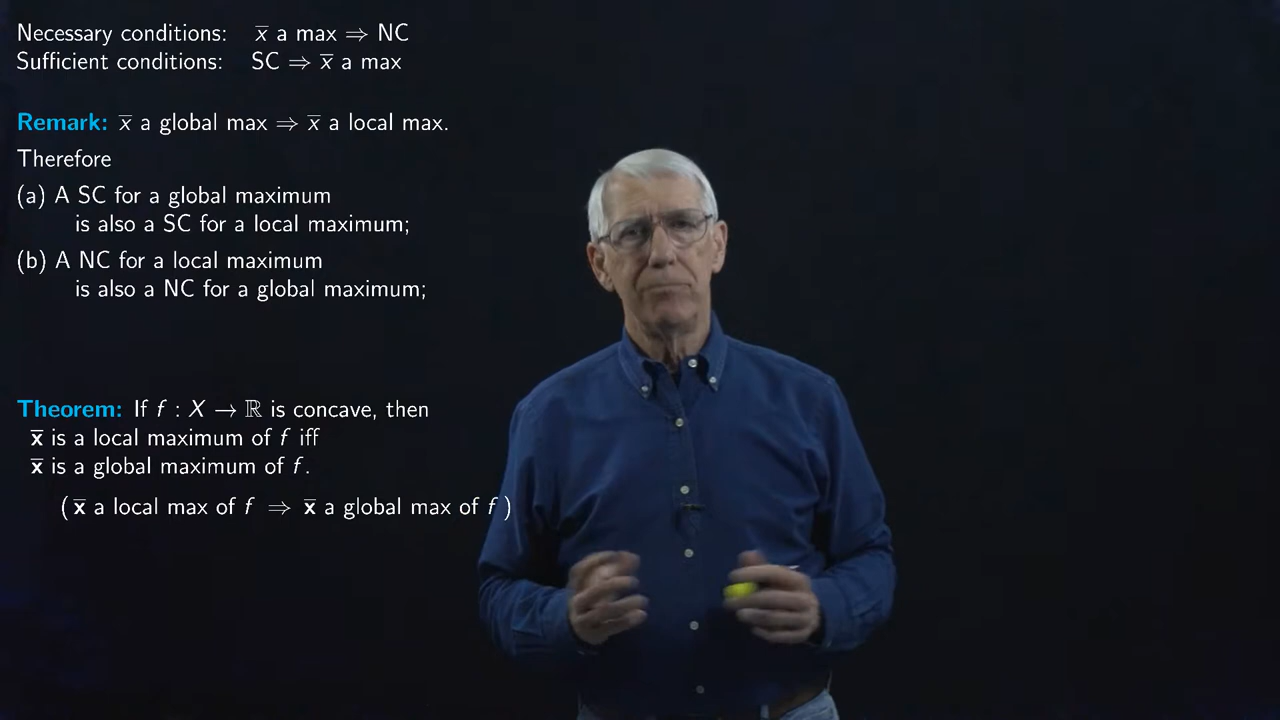 Necessary conditions: x̅ a max ⇒ NC
Sufficient conditions: SC ⇒ x̅ a max
Remark: x̅ a global max ⇒ x̅ a local max.
Therefore
(a) A SC for a global maximum
is also a SC for a local maximum;
(b) A NC for a local maximum
is also a NC for a global maximum;
Theorem: If f : X → ℝ is concave, then
x̅ is a local maximum of f iff
x̅ is a global maximum of f.
(x̅ a local max of f ⇒ x̅ a global max of f)